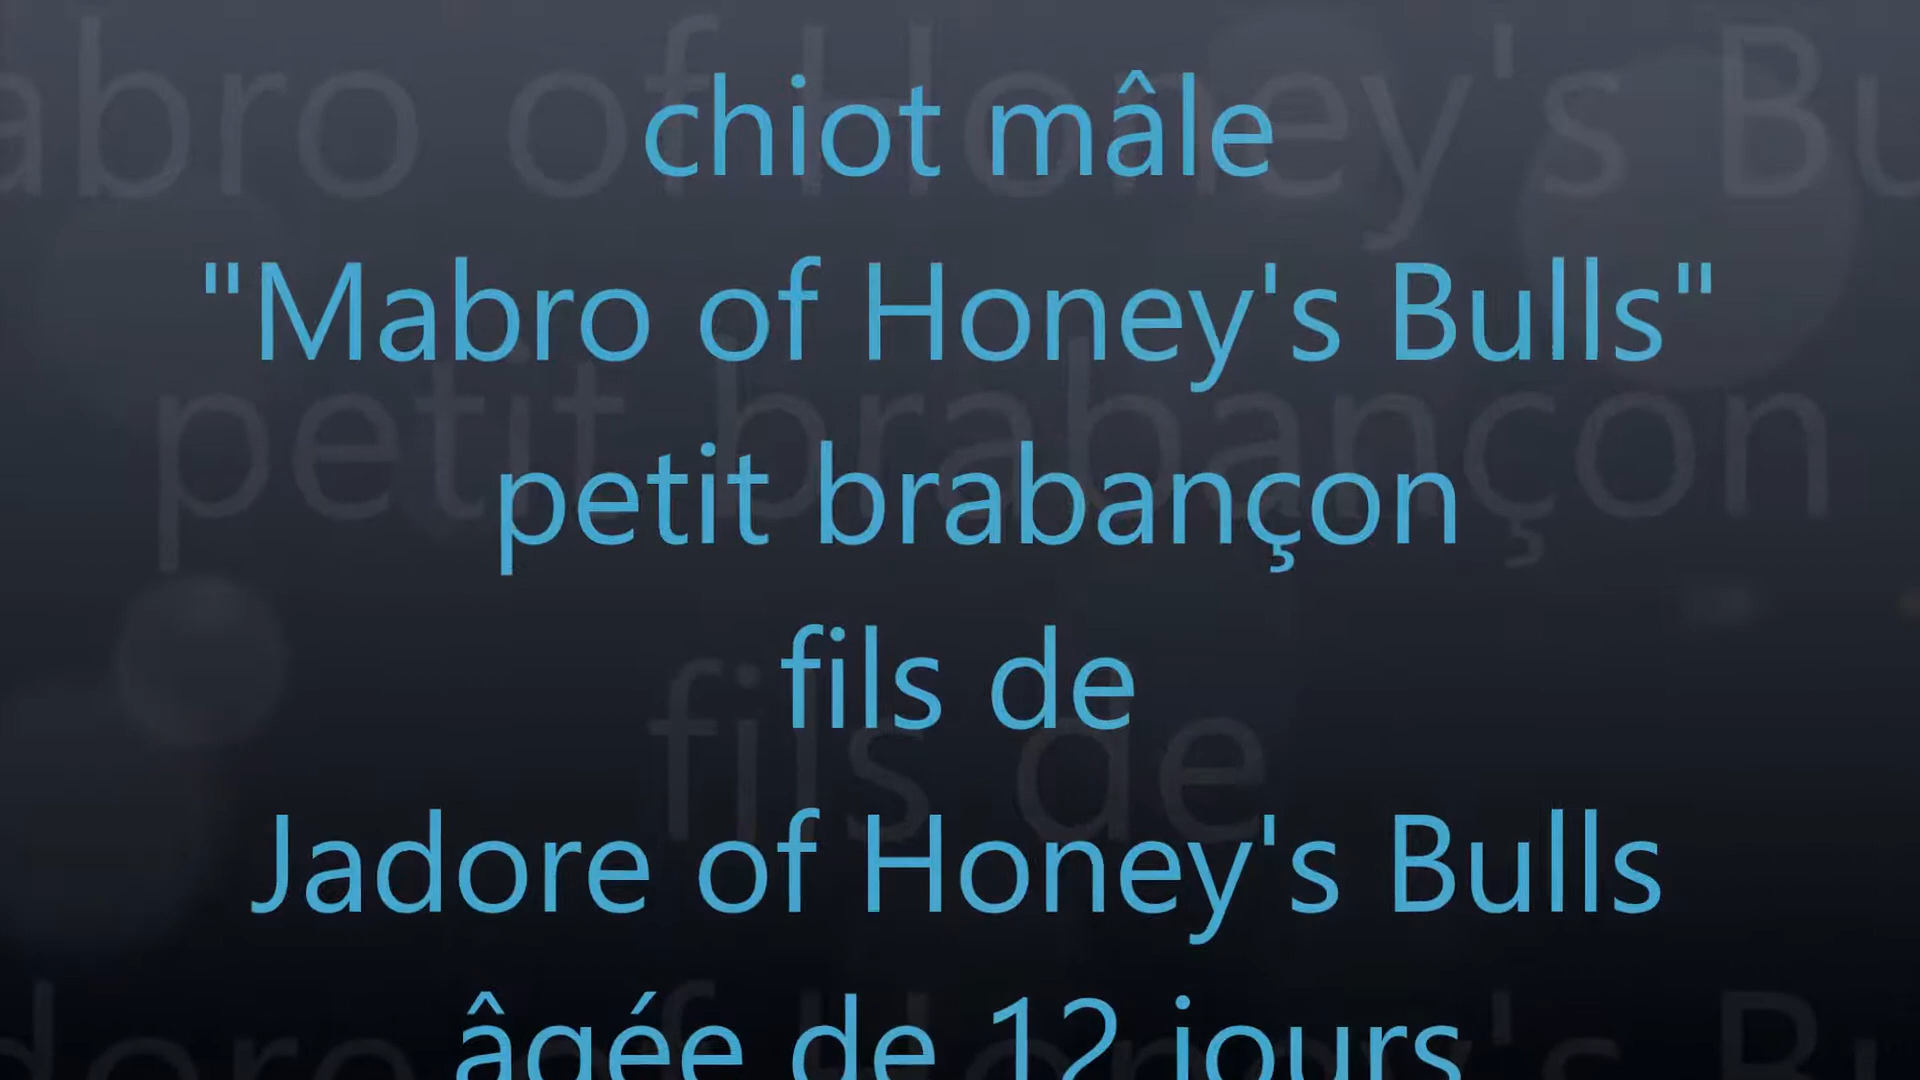 chiot mâle
"Mabro of Honey's Bulls"
petit brabançon
fils de
Jadore of Honey's Bulls
âgée de 12 jours